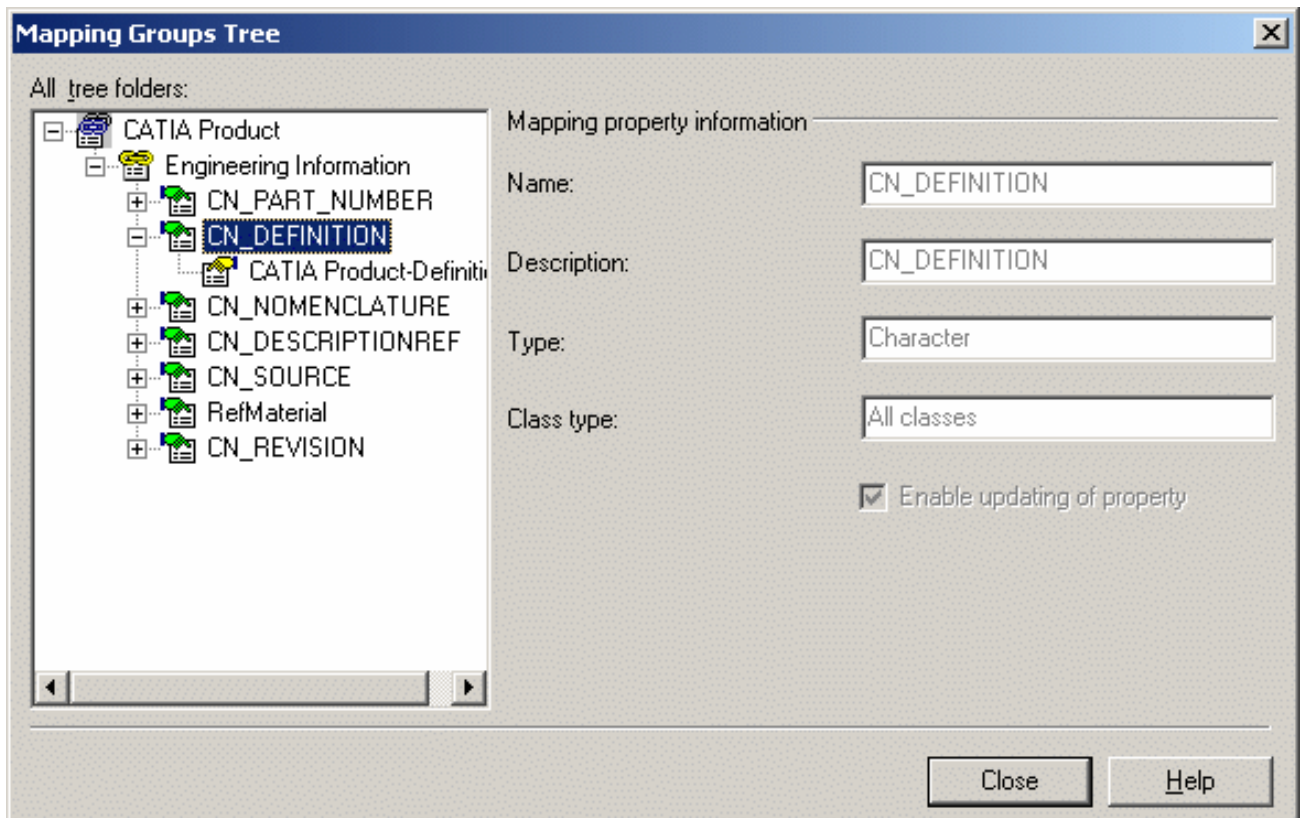 Mapping Groups Tree
All tree folders:
CATIA Product
Engineering Information
CN_PART_NUMBER
CN_DEFINITION
CATIA Product-Definiti
CN_NOMENCLATURE
CN_DESCRIPTIONREF
CN_SOURCE
RefMaterial
CN_REVISION
Mapping property information
Name:
CN_DEFINITION
Description:
CN_DEFINITION
Type:
Character
Class type:
All classes
Enable updating of property
Close
Help